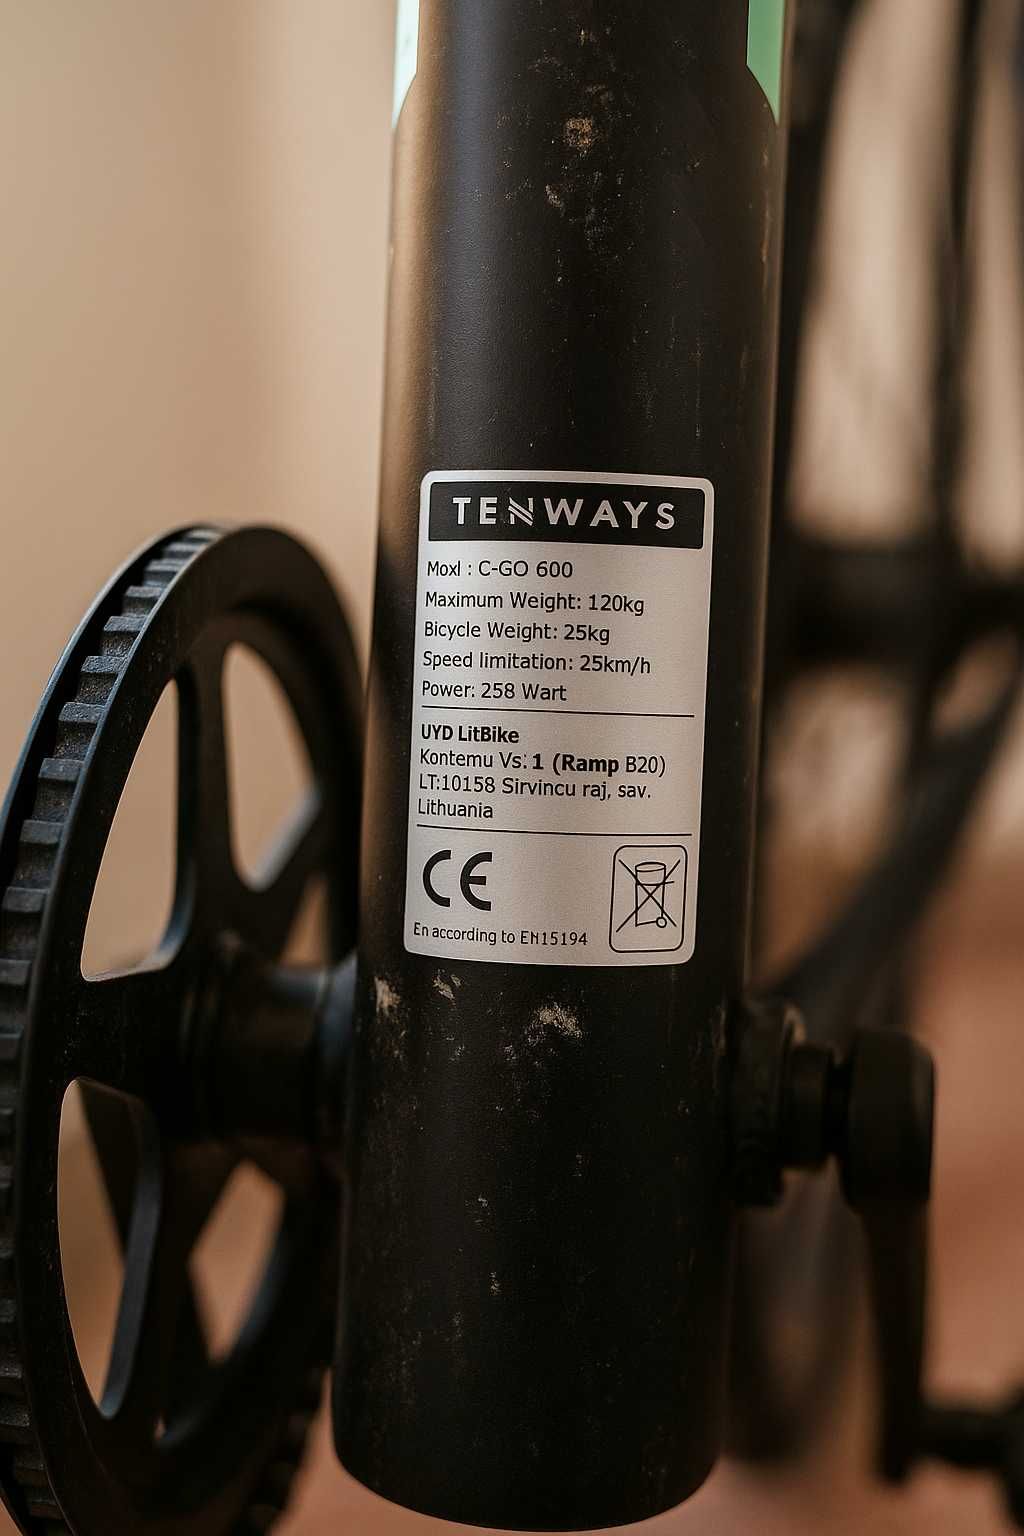 TENWAYS
Moxl : C-GO 600
Maximum Weight: 120kg
Bicycle Weight: 25kg
Speed limitation: 25km/h
Power: 258 Wart
UYD LitBike
Kontemu Vs: 1 (Ramp B20)
LT:10158 Sirvincu raj, sav.
Lithuania
CE
En according to EN15194